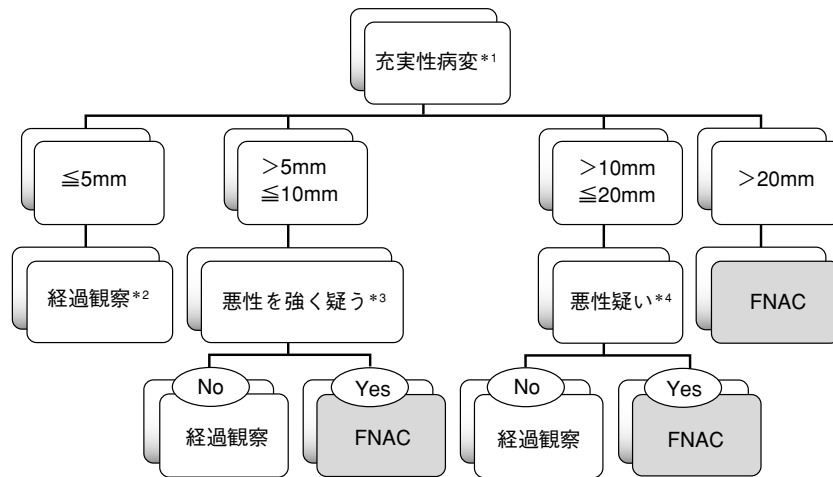 充実性病変*1
≦5mm
＞5mm
≦10mm
＞10mm
≦20mm
＞20mm
経過観察*2
悪性を強く疑う*3
悪性疑い*4
FNAC
No
Yes
No
Yes
経過観察
FNAC
経過観察
FNAC